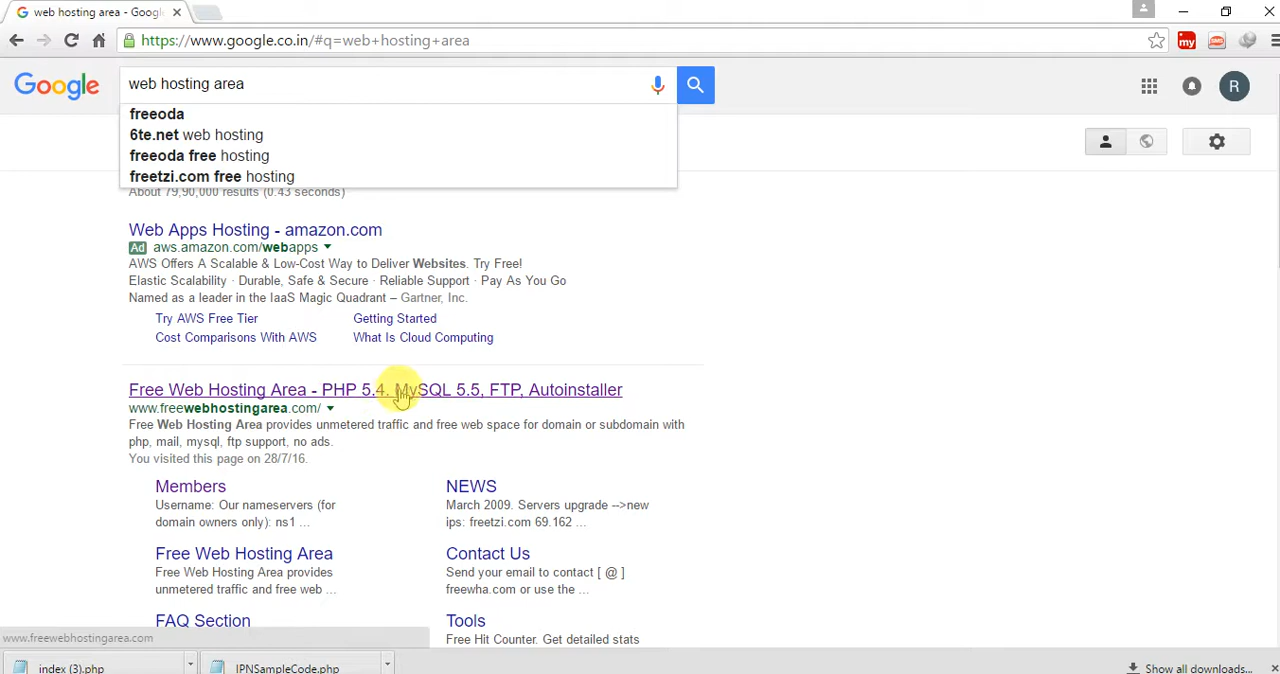 web hosting area - Googl
https://www.google.co.in/#q=web+hosting+area
my
Google
web hosting area
R
freeoda
6te.net web hosting
freeoda free hosting
freetzi.com free hosting
About 79,90,000 results (0.43 seconds)
Web Apps Hosting - amazon.com
Ad aws.amazon.com/webapps
AWS Offers A Scalable & Low-Cost Way to Deliver Websites. Try Free!
Elastic Scalability · Durable, Safe & Secure · Reliable Support · Pay As You Go
Named as a leader in the IaaS Magic Quadrant – Gartner, Inc.
Try AWS Free Tier
Getting Started
Cost Comparisons With AWS
What Is Cloud Computing
Free Web Hosting Area - PHP 5.4, MySQL 5.5, FTP, Autoinstaller
www.freewebhostingarea.com/
Free Web Hosting Area provides unmetered traffic and free web space for domain or subdomain with
php, mail, mysql, ftp support, no ads.
You visited this page on 28/7/16.
Members
Username: Our nameservers (for
domain owners only): ns1 ...
NEWS
March 2009. Servers upgrade -->new
ips: freetzi.com 69.162 ...
Free Web Hosting Area
Free Web Hosting Area provides
unmetered traffic and free web ...
Contact Us
Send your email to contact [ @ ]
freewha.com or use the ...
FAQ Section
Tools
Free Hit Counter. Get detailed stats
www.freewebhostingarea.com
index (3).php
IPNSampleCode.php
Show all downloads...